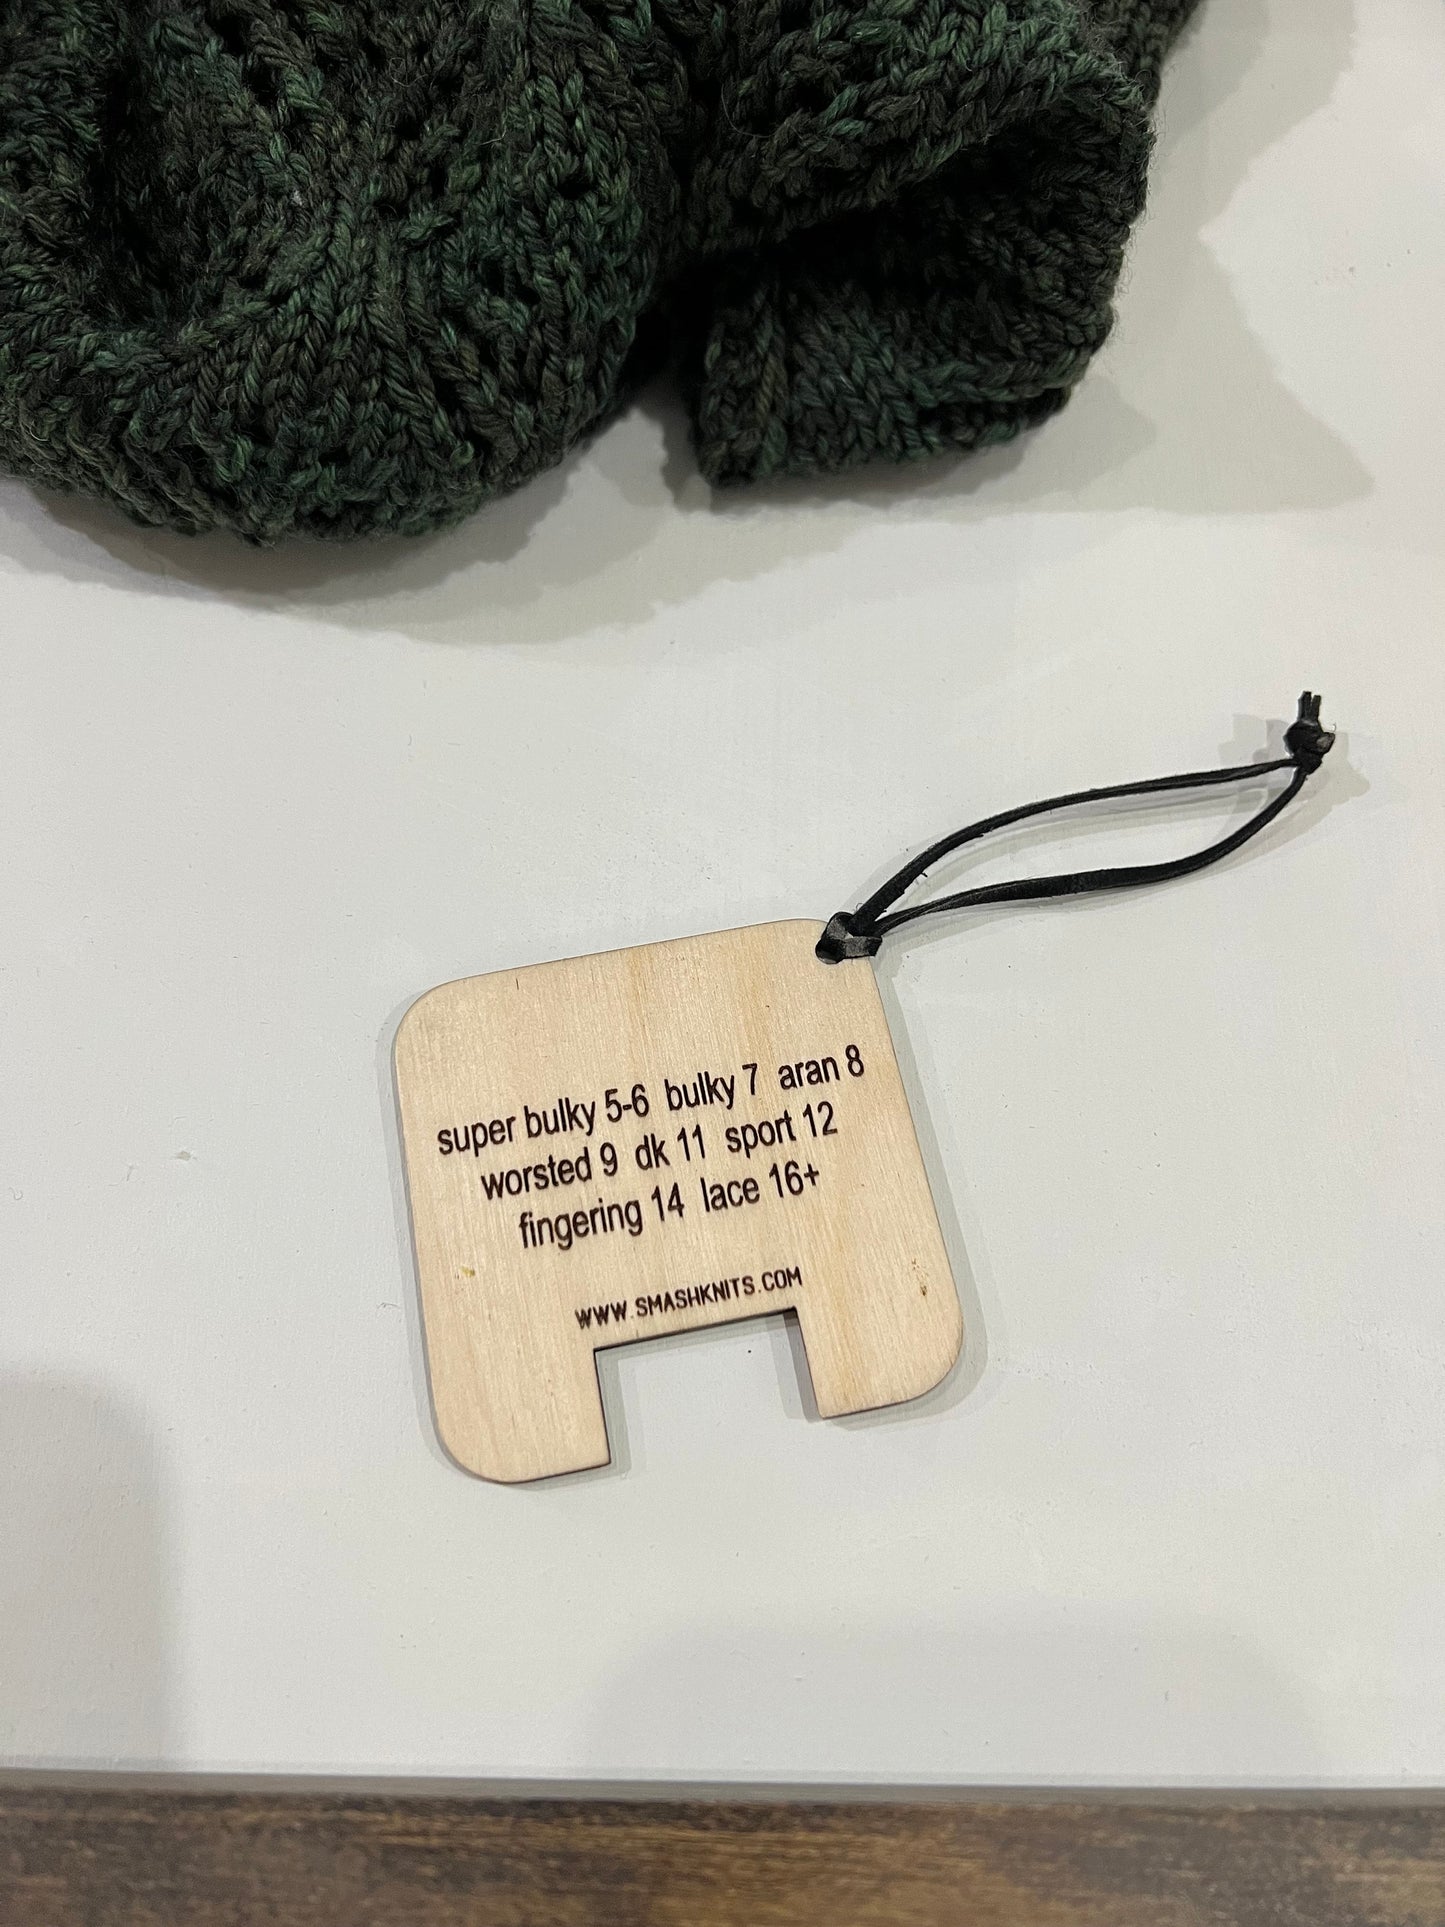 super bulky 5-6 bulky 7 aran 8
worsted 9 dk 11 sport 12
fingering 14 lace 16+
WWW.SMASHKNITS.COM